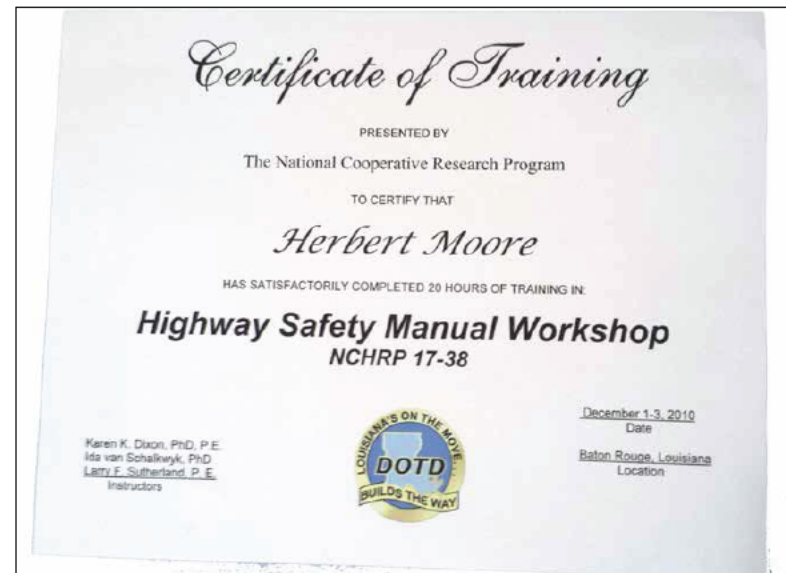 Certificate of Training
PRESENTED BY
The National Cooperative Research Program
TO CERTIFY THAT
Herbert Moore
HAS SATISFACTORILY COMPLETED 20 HOURS OF TRAINING IN:
Highway Safety Manual Workshop
NCHRP 17-38
Karen K. Dixon, PhD, P.E.
Ida van Schalkwyk, PhD
Larry F. Sutherland, P. E.
Instructors
LOUISIANA'S ON THE MOVE...
DOTD
BUILDS THE WAY
December 1-3, 2010
Date
Baton Rouge, Louisiana
Location